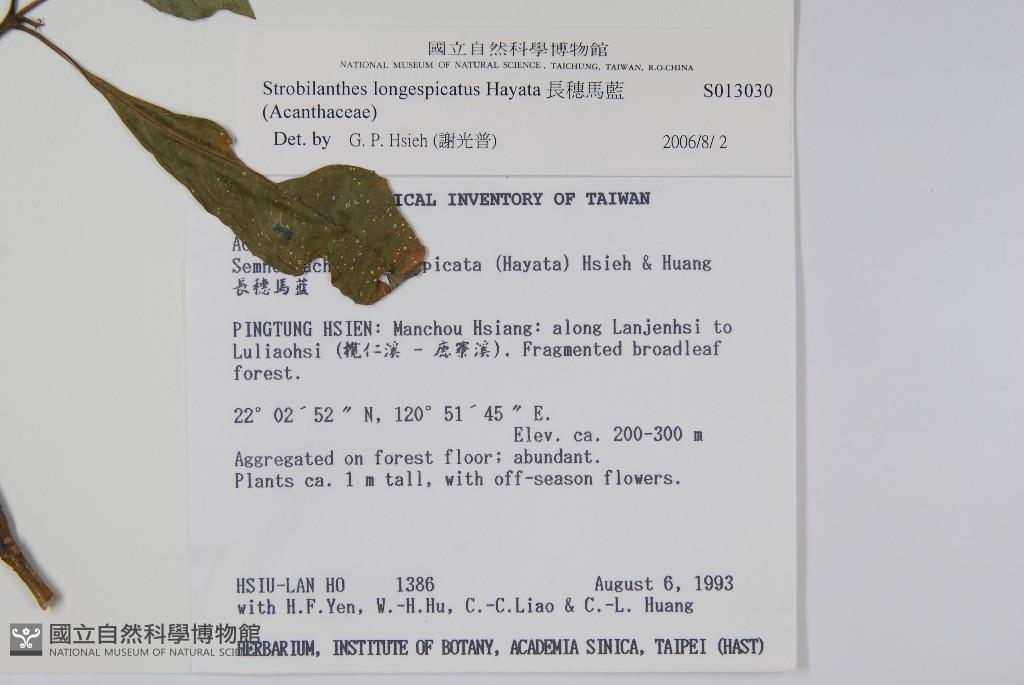 國立自然科學博物館
NATIONAL MUSEUM OF NATURAL SCIENCE, TAICHUNG, TAIWAN, R.O.CHINA
Strobilanthes longespicatus Hayata 長穗馬藍 S013030
(Acanthaceae)
Det. by G. P. Hsieh (謝光普) 2006/8/ 2
ICAL INVENTORY OF TAIWAN
picata (Hayata) Hsieh & Huang
長穗馬藍
PINGTUNG HSIEN: Manchou Hsiang: along Lanjenhsi to
Luliaohsi (欖仁溪 - 鹿寮溪). Fragmented broadleaf
forest.
22° 02´52 ″ N, 120° 51´45 ″ E.
Elev. ca. 200-300 m
Aggregated on forest floor; abundant.
Plants ca. 1 m tall, with off-season flowers.
HSIU-LAN HO 1386 August 6, 1993
with H.F.Yen, W.-H.Hu, C.-C.Liao & C.-L. Huang
HERBARIUM, INSTITUTE OF BOTANY, ACADEMIA SINICA, TAIPEI (HAST)
國立自然科學博物館
NATIONAL MUSEUM OF NATURAL